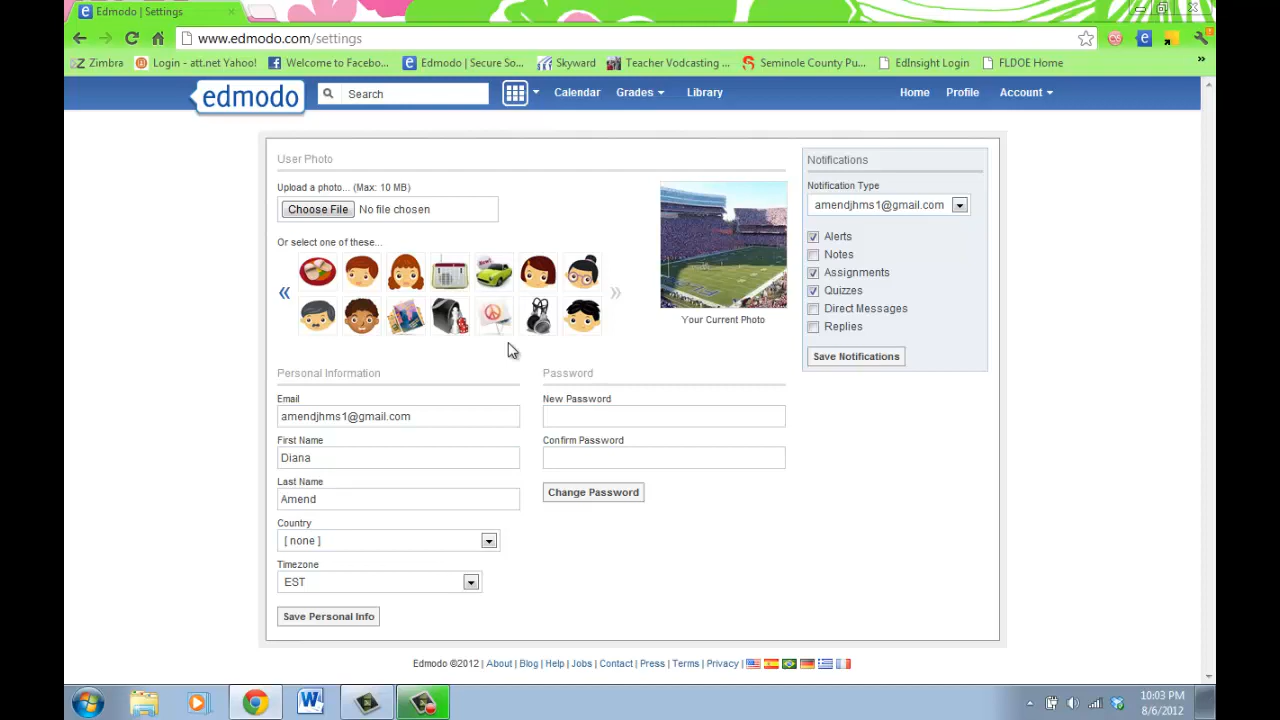 Edmodo | Settings
www.edmodo.com/settings
Zimbra Login - att.net Yahoo! Welcome to Facebo... Edmodo | Secure So... Skyward Teacher Vodcasting ... Seminole County Pu... EdInsight Login FLDOE Home »
edmodo Search Calendar Grades Library Home Profile Account
User Photo
Upload a photo... (Max: 10 MB)
Choose File No file chosen
Or select one of these...
« »
Your Current Photo
Notifications
Notification Type
amendjhms1@gmail.com
Alerts
Notes
Assignments
Quizzes
Direct Messages
Replies
Save Notifications
Personal Information
Email
amendjhms1@gmail.com
First Name
Diana
Last Name
Amend
Country
[ none ]
Timezone
EST
Save Personal Info
Password
New Password
Confirm Password
Change Password
Edmodo ©2012 | About | Blog | Help | Jobs | Contact | Press | Terms | Privacy |
10:03 PM
8/6/2012